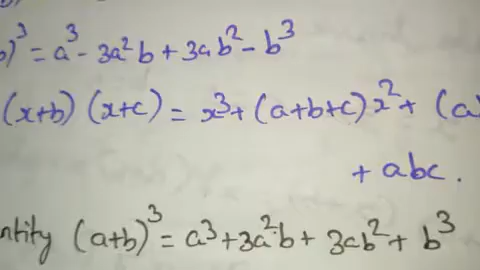 )³ = a³ - 3a²b + 3ab² - b³
(x+b) (x+c) = x³ + (a+b+c) x² + (a
+ abc.
ntity (a+b)³ = a³ + 3a²b + 3ab² + b³